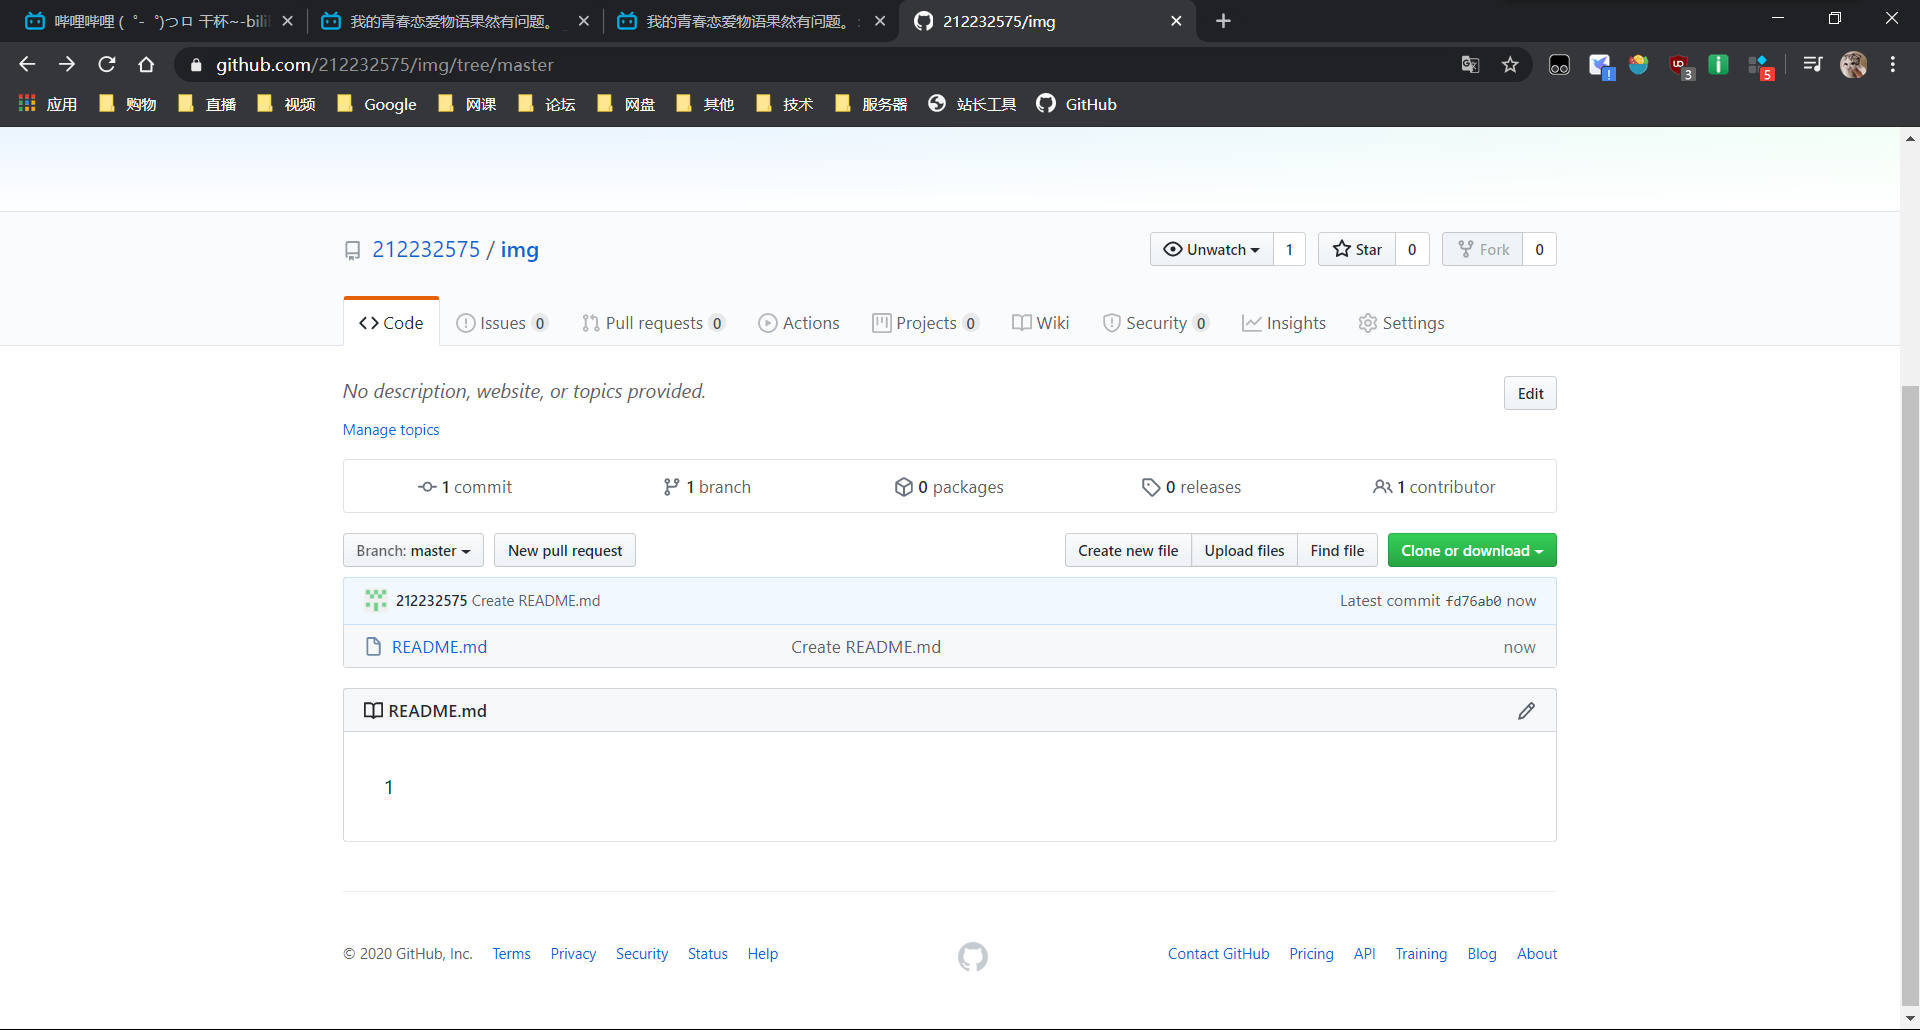 哔哩哔哩 (゜-゜)つロ 干杯~-bili
我的青春恋爱物语果然有问题。
我的青春恋爱物语果然有问题。:
212232575/img
github.com/212232575/img/tree/master
! 3 5
应用 购物 直播 视频 Google 网课 论坛 网盘 其他 技术 服务器 站长工具 GitHub
212232575 / img
Unwatch 1 Star 0 Fork 0
Code Issues 0 Pull requests 0 Actions Projects 0 Wiki Security 0 Insights Settings
No description, website, or topics provided.
Edit
Manage topics
1 commit 1 branch 0 packages 0 releases 1 contributor
Branch: master New pull request Create new file Upload files Find file Clone or download
212232575 Create README.md Latest commit fd76ab0 now
README.md Create README.md now
README.md
1
© 2020 GitHub, Inc. Terms Privacy Security Status Help Contact GitHub Pricing API Training Blog About